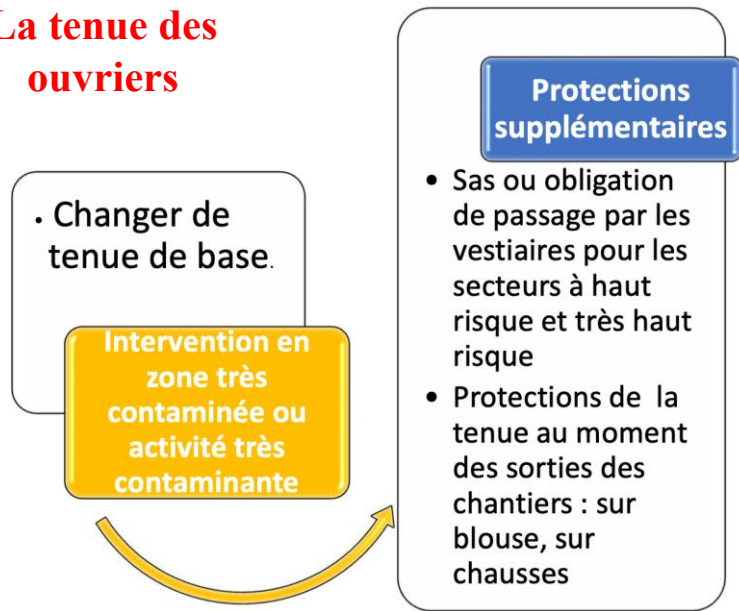 La tenue des
ouvriers
• Changer de
tenue de base.
Intervention en
zone très
contaminée ou
activité très
contaminante
Protections
supplémentaires
• Sas ou obligation
de passage par les
vestiaires pour les
secteurs à haut
risque et très haut
risque
• Protections de la
tenue au moment
des sorties des
chantiers : sur
blouse, sur
chausses